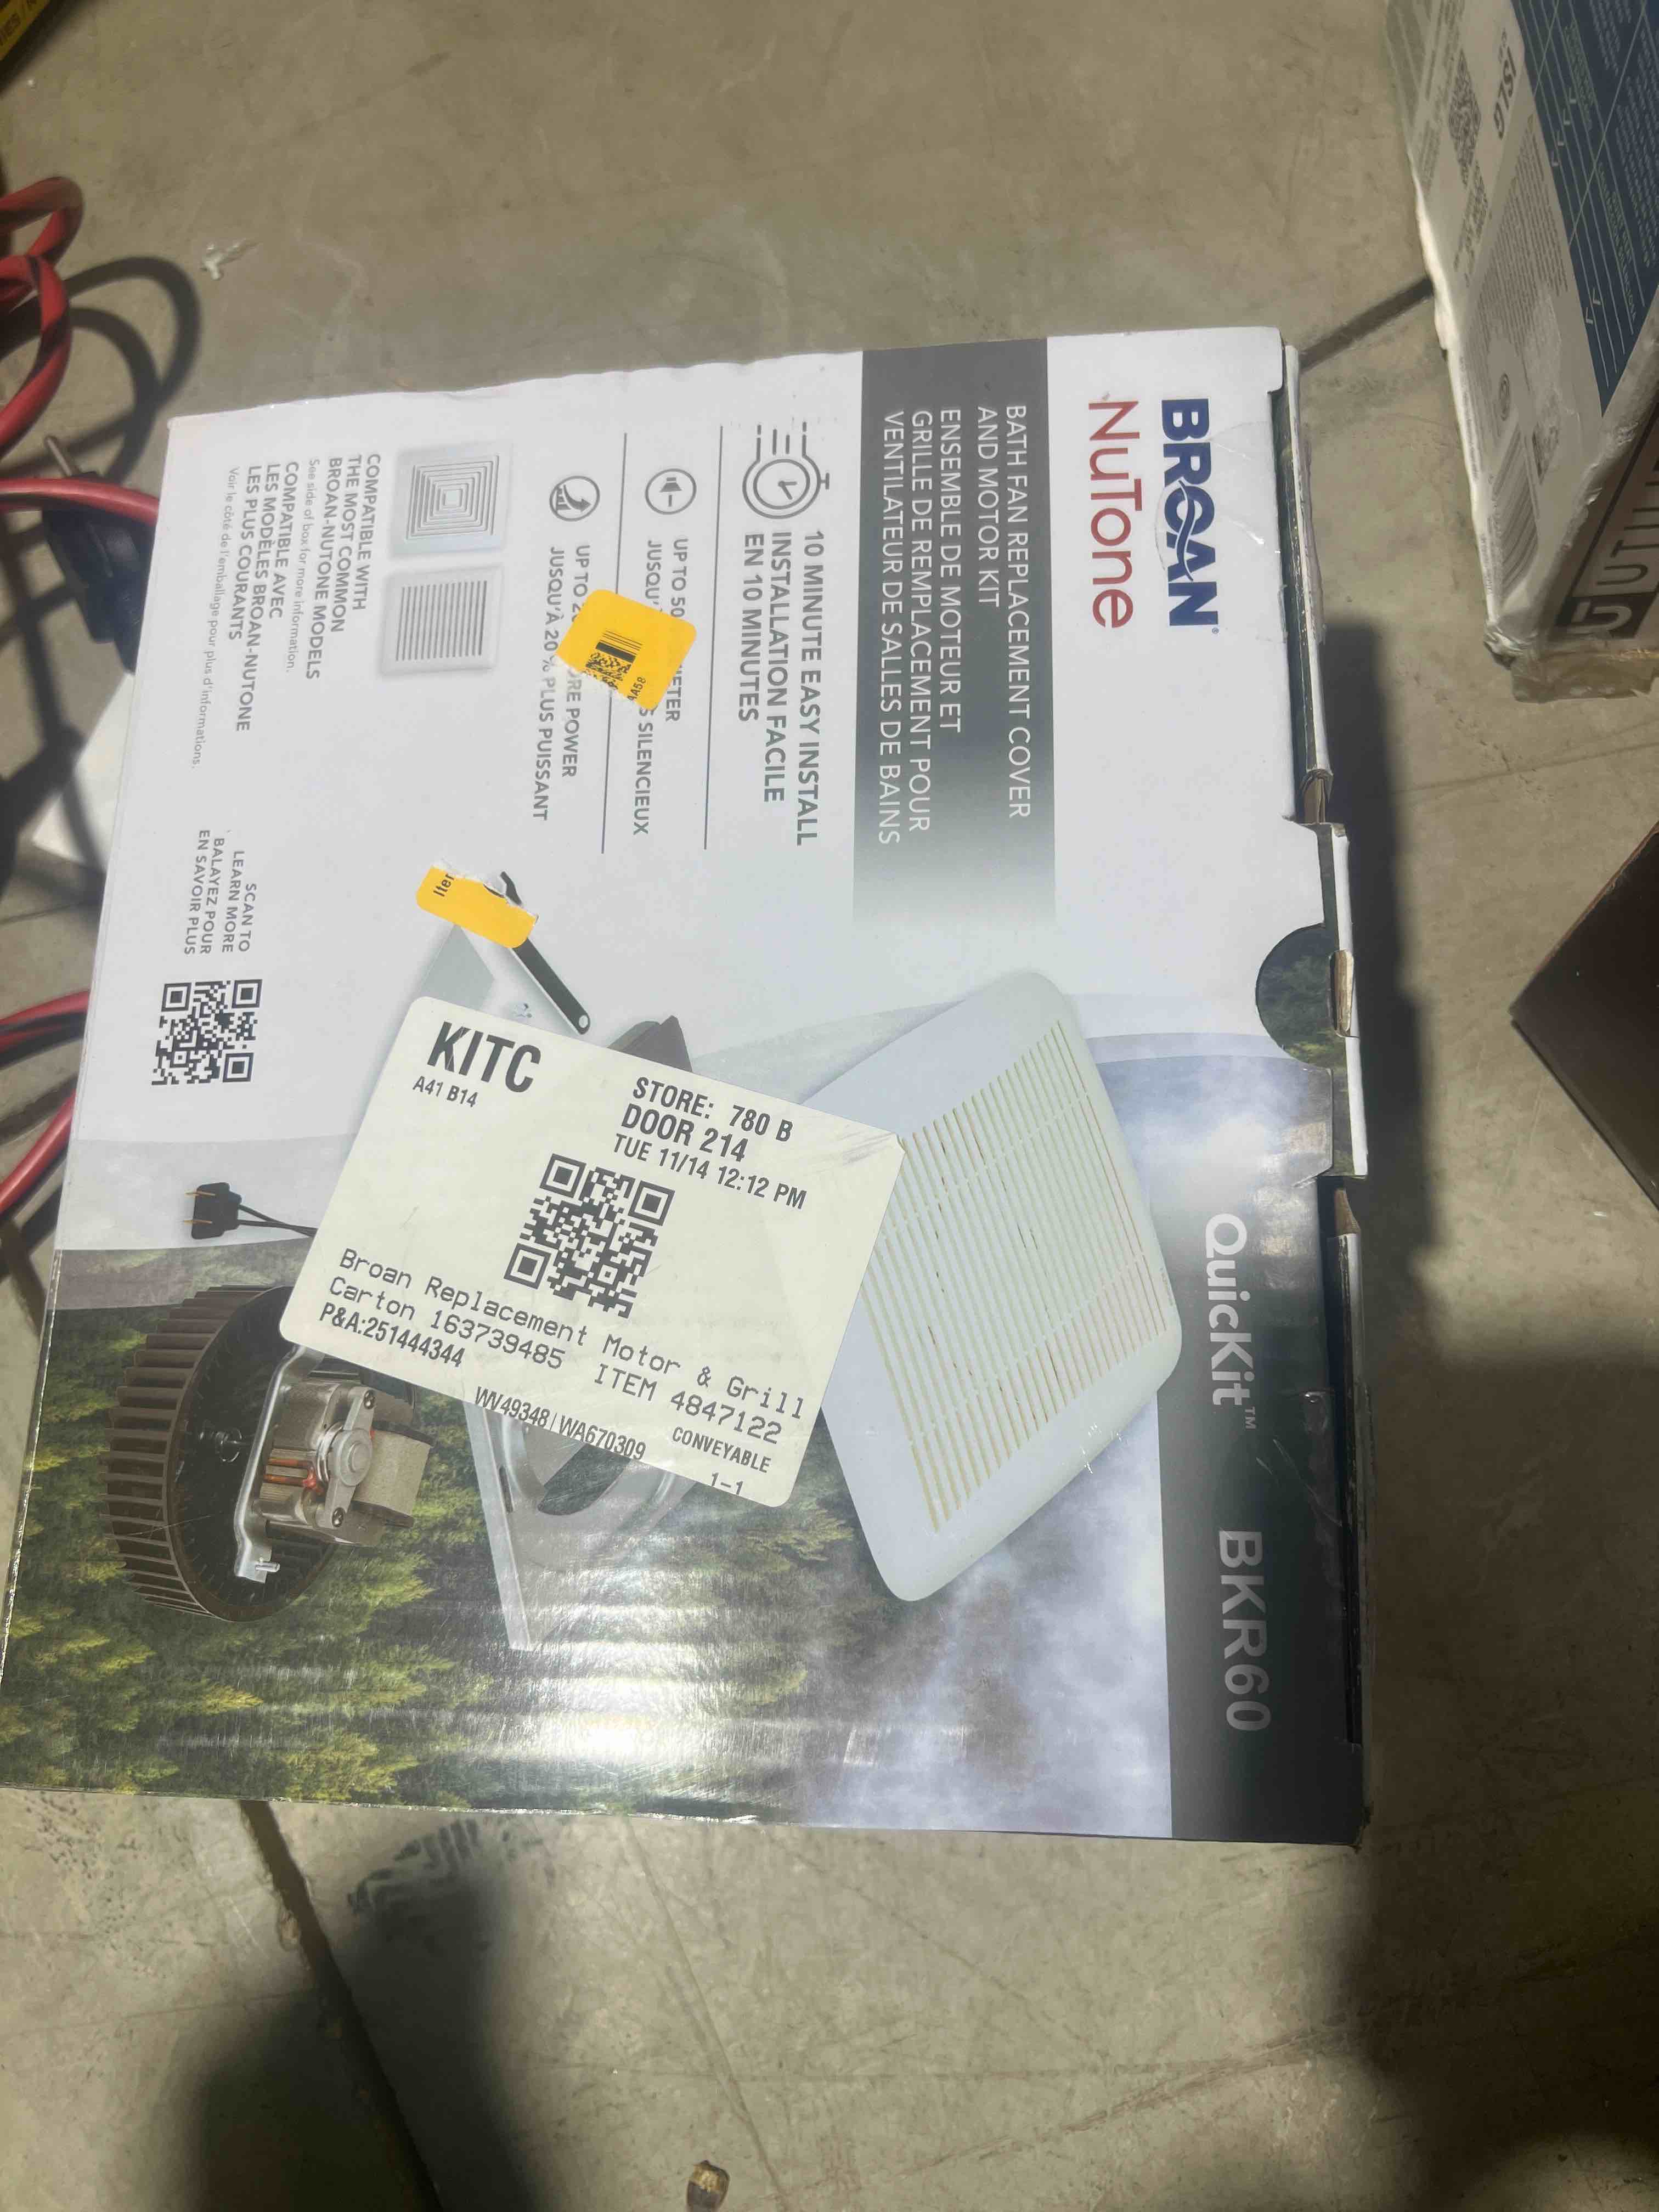 BROAN®
NuTone
QuicKit™ BKR60
BATH FAN REPLACEMENT COVER
AND MOTOR KIT
ENSEMBLE DE MOTEUR ET
GRILLE DE REMPLACEMENT POUR
VENTILATEUR DE SALLES DE BAINS
10 MINUTE EASY INSTALL
INSTALLATION FACILE
EN 10 MINUTES
UP TO 50
SILENCIEUX
UP TO
POWER
JUSQU'À 20 % PLUS PUISSANT
COMPATIBLE WITH
THE MOST COMMON
BROAN-NUTONE MODELS
See side of box for more information.
COMPATIBLE AVEC
LES MODÈLES BROAN-NUTONE
LES PLUS COURANTS
Voir le côté de l'emballage pour plus d'informations.
SCAN TO
LEARN MORE
BALAYEZ POUR
EN SAVOIR PLUS
KITC
A41 B14
STORE: 780 B
DOOR 214
TUE 11/14 12:12 PM
Broan Replacement Motor & Grill
Carton 163739485 ITEM 4847122
P&A:251444344
CONVEYABLE
WV49348 | WA670309
1-1